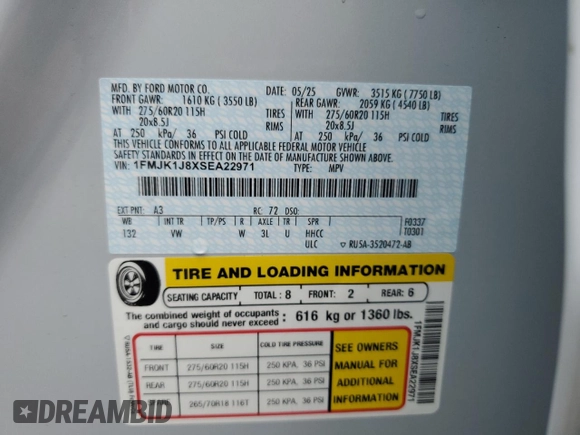 MFD. BY FORD MOTOR CO. 05/25 GVWR: 3515 KG (7750 LB)
FRONT GAWR: 1610 KG (3550 LB) REAR GAWR: 2059 KG (4540 LB)
WITH 275/60R20 115H TIRES WITH 275/60R20 115H TIRES
20x8.5J RIMS 20x8.5J RIMS
AT 250 kPa/ 36 PSI COLD AT 250 kPa/ 36 PSI COLD
THIS VEHICLE CONFORMS TO ALL APPLICABLE FEDERAL MOTOR VEHICLE
SAFETY STANDARDS IN EFFECT ON THE DATE OF MANUFACTURE SHOWN ABOVE.
VIN: 1FMJK1J8XSEA22971 TYPE: MPV
EXT PNT: A3 RC: 72 DSO:
WB INT TR TP/PS R AXLE TR SPR F0337
132 VW W 3L U HHCC T0301
ULC ▽ RUSA-3520472-AB
TIRE AND LOADING INFORMATION
SEATING CAPACITY TOTAL: 8 FRONT: 2 REAR: 6
The combined weight of occupants
and cargo should never exceed : 616 kg or 1360 lbs.
TIRE SIZE COLD TIRE PRESSURE
FRONT 275/60R20 115H 250 KPA, 36 PSI
REAR 275/60R20 115H 250 KPA, 36 PSI
265/70R18 116T 250 KPA, 36 PSI
SEE OWNERS
MANUAL FOR
ADDITIONAL
INFORMATION
1FMJK1J8XSEA22971
DREAMBID